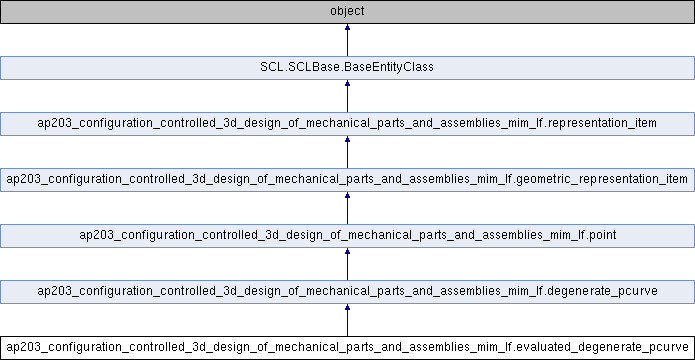 object
SCL.SCLBase.BaseEntityClass
ap203_configuration_controlled_3d_design_of_mechanical_parts_and_assemblies_mim_lf.representation_item
ap203_configuration_controlled_3d_design_of_mechanical_parts_and_assemblies_mim_lf.geometric_representation_item
ap203_configuration_controlled_3d_design_of_mechanical_parts_and_assemblies_mim_lf.point
ap203_configuration_controlled_3d_design_of_mechanical_parts_and_assemblies_mim_lf.degenerate_pcurve
ap203_configuration_controlled_3d_design_of_mechanical_parts_and_assemblies_mim_lf.evaluated_degenerate_pcurve